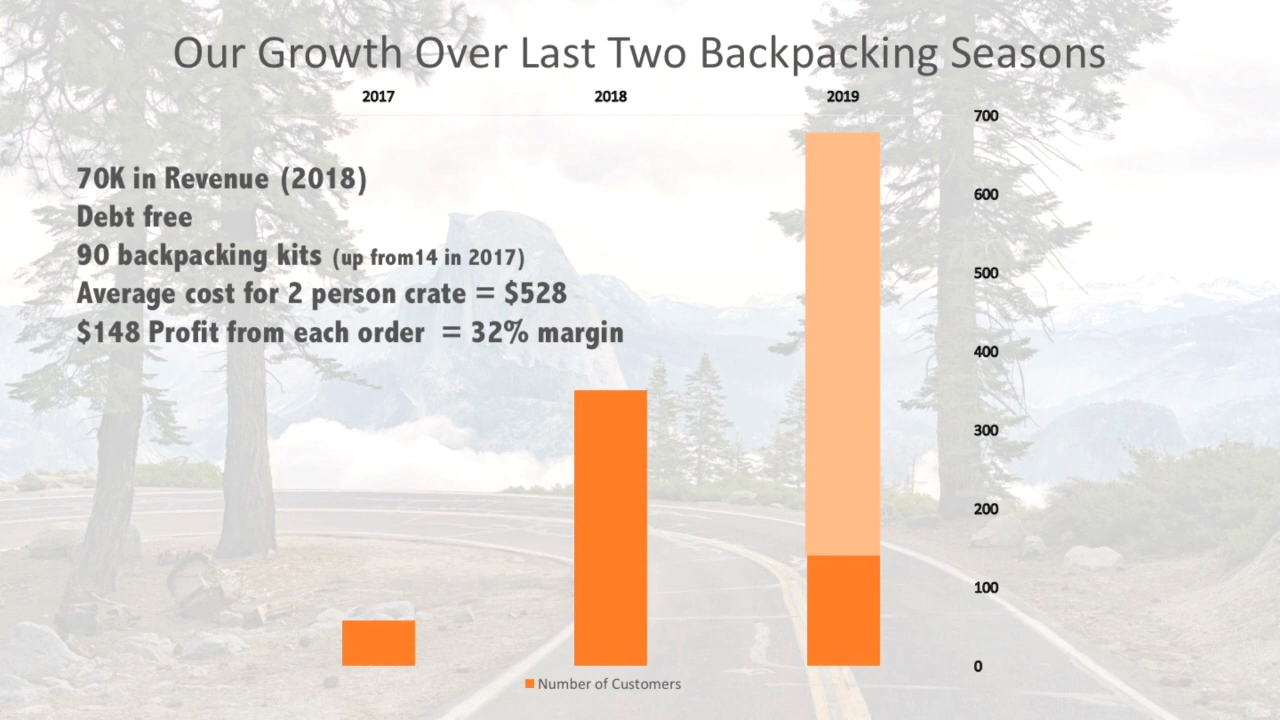 Our Growth Over Last Two Backpacking Seasons
2017 2018 2019
70K in Revenue (2018)
Debt free
90 backpacking kits (up from14 in 2017)
Average cost for 2 person crate = $528
$148 Profit from each order = 32% margin
700
600
500
400
300
200
100
0
Number of Customers